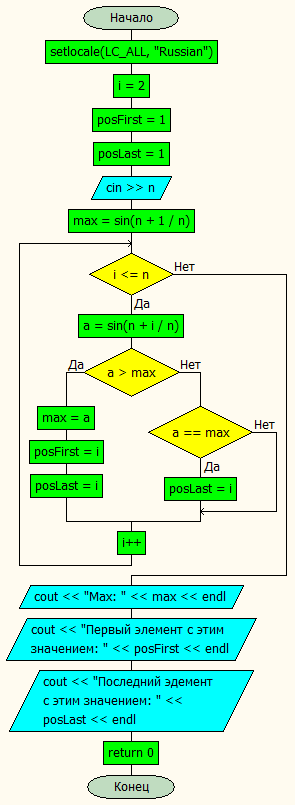 Начало
setlocale(LC_ALL, "Russian")
i = 2
posFirst = 1
posLast = 1
cin >> n
max = sin(n + 1 / n)
i <= n
Нет
Да
a = sin(n + i / n)
Да
a > max
Нет
max = a
a == max
Нет
posFirst = i
Да
posLast = i
posLast = i
i++
cout << "Max: " << max << endl
cout << "Первый элемент с этим
значением: " << posFirst << endl
cout << "Последний эдемент
с этим значением: " <<
posLast << endl
return 0
Конец